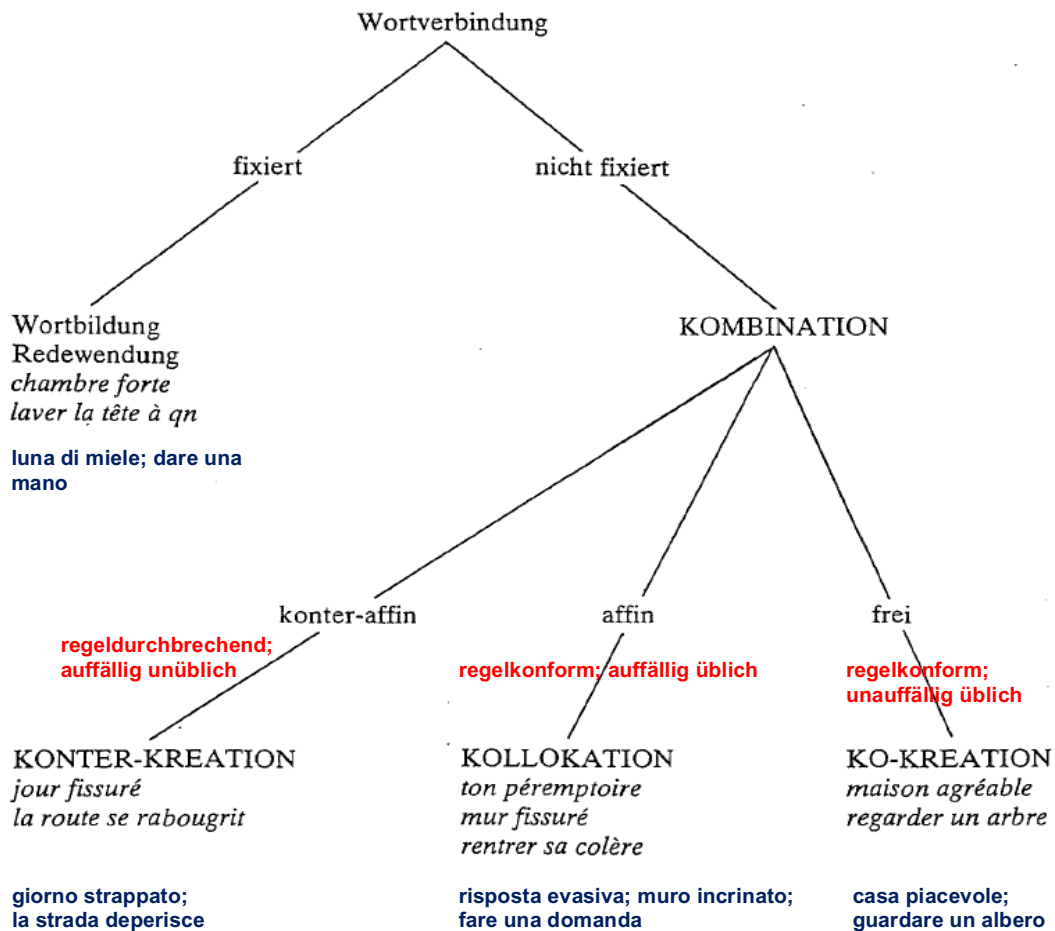 Wortverbindung
fixiert
nicht fixiert
Wortbildung
Redewendung
chambre forte
laver la tête à qn
luna di miele; dare una
mano
KOMBINATION
konter-affin
affin
frei
regeldurchbrechend;
auffällig unüblich
regelkonform; auffällig üblich
regelkonform;
unauffällig üblich
KONTER-KREATION
jour fissuré
la route se rabougrit
giorno strappato;
la strada deperisce
KOLLOKATION
ton péremptoire
mur fissuré
rentrer sa colère
risposta evasiva; muro incrinato;
fare una domanda
KO-KREATION
maison agréable
regarder un arbre
casa piacevole;
guardare un albero